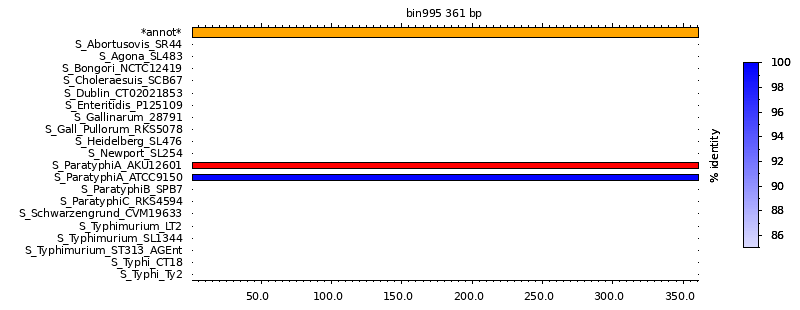 bin995 361 bp
*annot*
S_Abortusovis_SR44
S_Agona_SL483
S_Bongori_NCTC12419
S_Choleraesuis_SCB67
S_Dublin_CT02021853
S_Enteritidis_P125109
S_Gallinarum_28791
S_Gall_Pullorum_RKS5078
S_Heidelberg_SL476
S_Newport_SL254
S_ParatyphiA_AKU12601
S_ParatyphiA_ATCC9150
S_ParatyphiB_SPB7
S_ParatyphiC_RKS4594
S_Schwarzengrund_CVM19633
S_Typhimurium_LT2
S_Typhimurium_SL1344
S_Typhimurium_ST313_AGEnt
S_Typhi_CT18
S_Typhi_Ty2
50.0 100.0 150.0 200.0 250.0 300.0 350.0
% identity
100
98
96
94
92
90
88
86